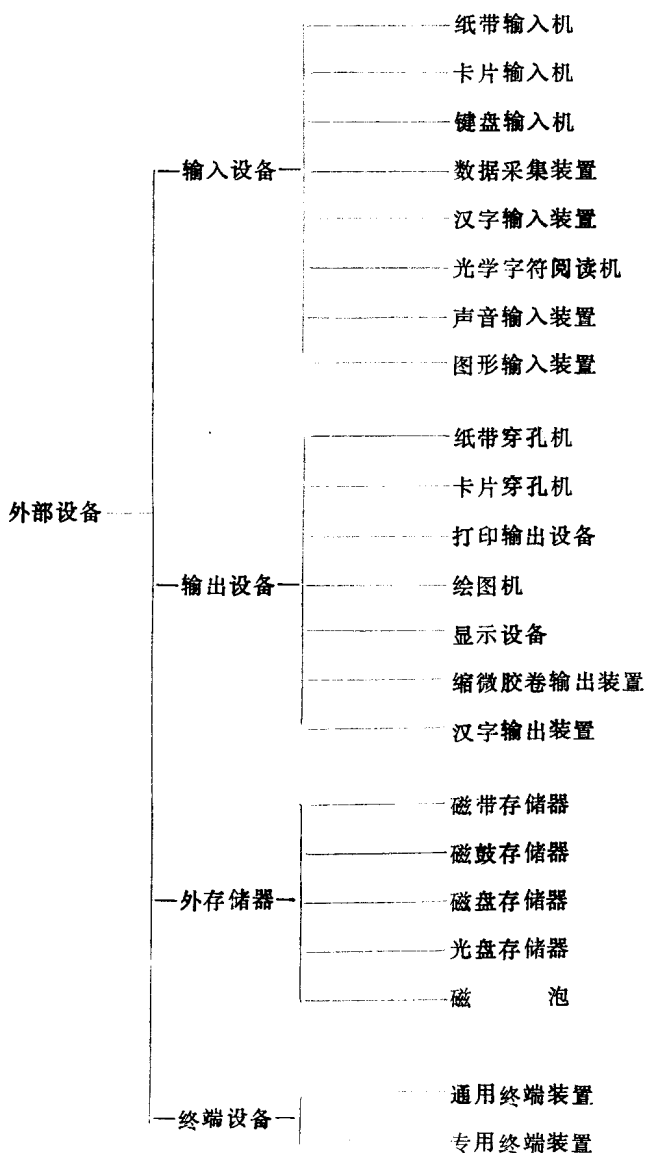 外部设备
输入设备
纸带输入机
卡片输入机
键盘输入机
数据采集装置
汉字输入装置
光学字符阅读机
声音输入装置
图形输入装置
输出设备
纸带穿孔机
卡片穿孔机
打印输出设备
绘图机
显示设备
缩微胶卷输出装置
汉字输出装置
外存储器
磁带存储器
磁鼓存储器
磁盘存储器
光盘存储器
磁 泡
终端设备
通用终端装置
专用终端装置